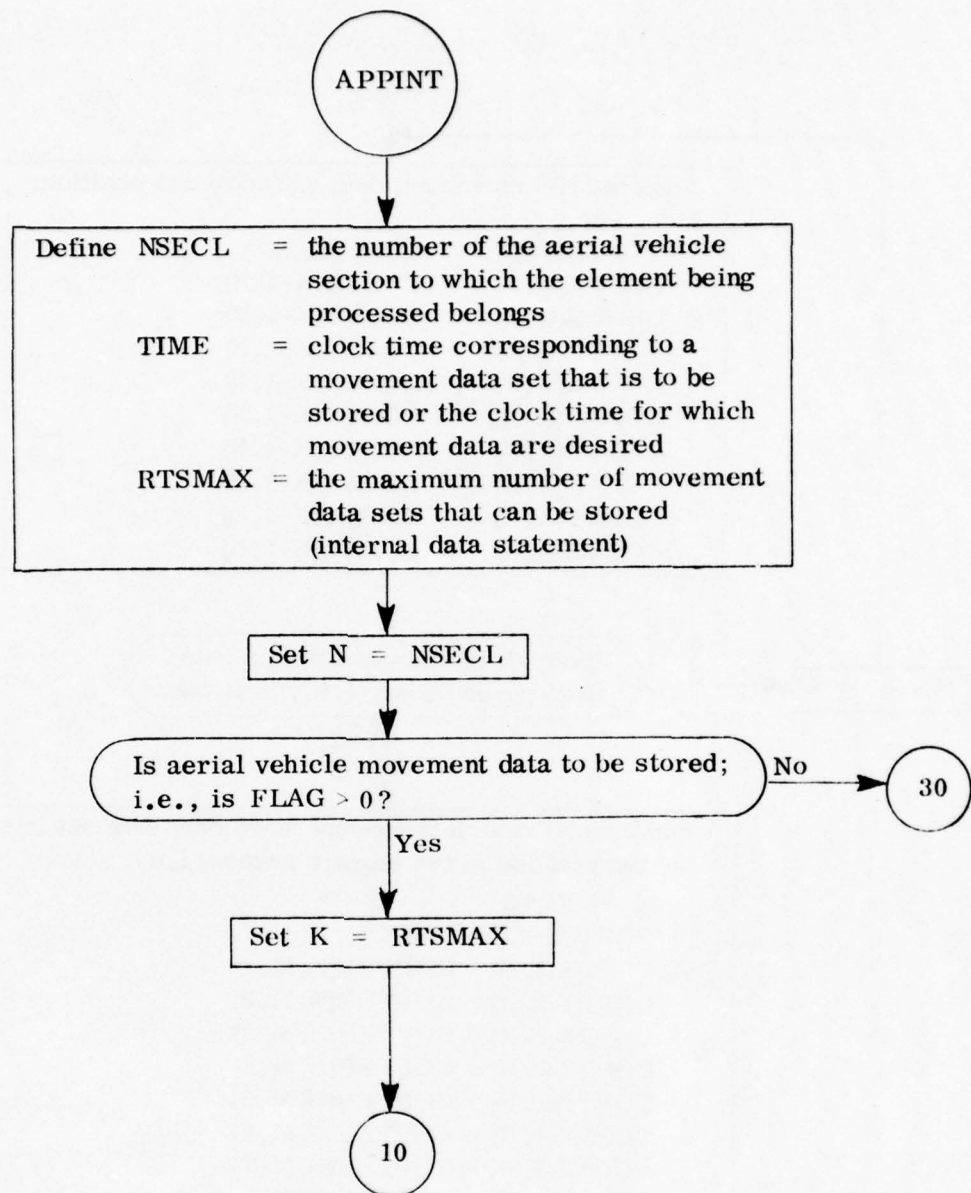 APPINT
Define NSECL = the number of the aerial vehicle
section to which the element being
processed belongs
TIME = clock time corresponding to a
movement data set that is to be
stored or the clock time for which
movement data are desired
RTSMAX = the maximum number of movement
data sets that can be stored
(internal data statement)
Set N = NSECL
Is aerial vehicle movement data to be stored;
i.e., is FLAG > 0?
No
30
Yes
Set K = RTSMAX
10